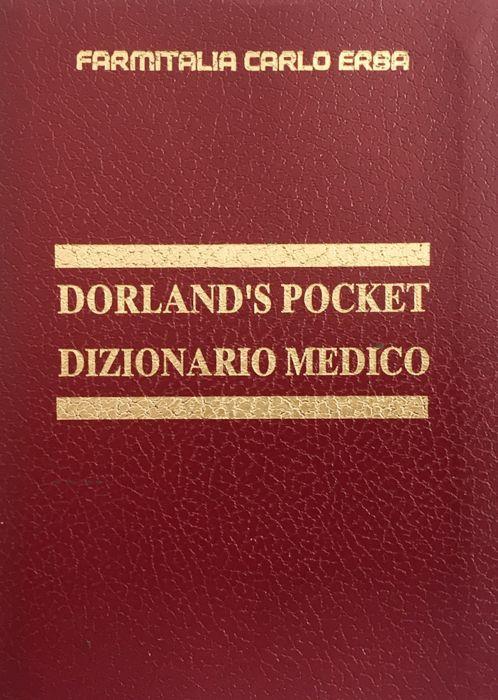 FARMITALIA CARLO ERBA
DORLAND'S POCKET
DIZIONARIO MEDICO